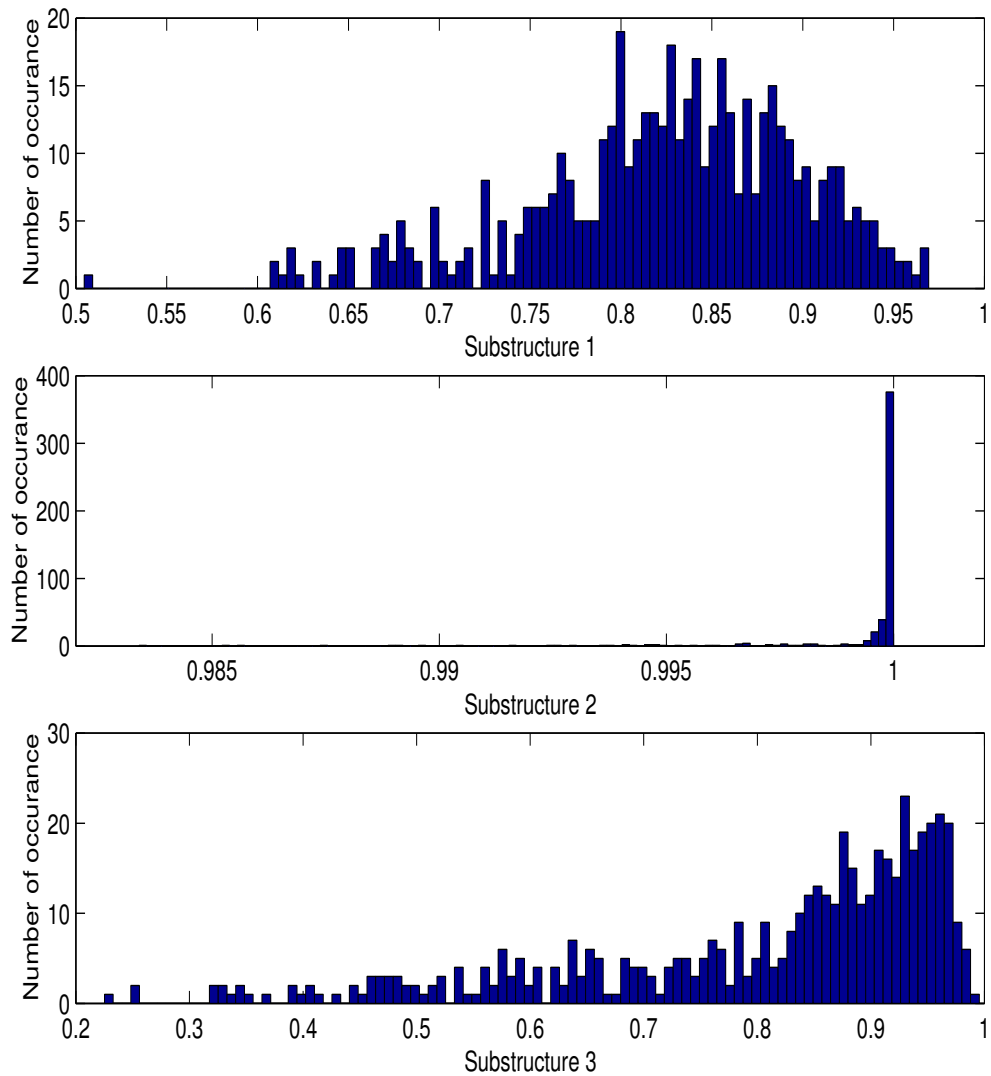 Number of occurance
20
15
10
5
0
0.5 0.55 0.6 0.65 0.7 0.75 0.8 0.85 0.9 0.95 1
Substructure 1
Number of occurance
400
300
200
100
0
0.985 0.99 0.995 1
Substructure 2
Number of occurance
30
20
10
0
0.2 0.3 0.4 0.5 0.6 0.7 0.8 0.9 1
Substructure 3